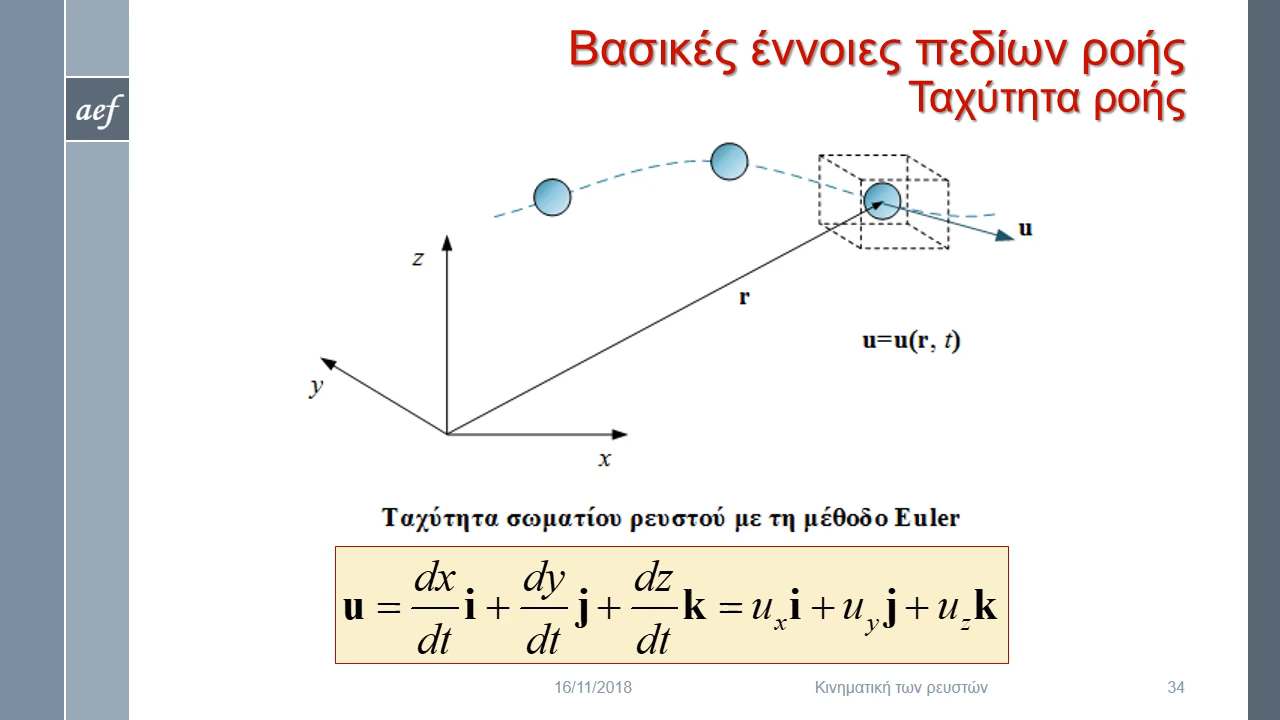 Βασικές έννοιες πεδίων ροής
Ταχύτητα ροής
aef
z
u
r
u=u(r, t)
y
x
Ταχύτητα σωματίου ρευστού με τη μέθοδο Euler
u = dx/dt i + dy/dt j + dz/dt k = u_x i + u_y j + u_z k
16/11/2018 Κινηματική των ρευστών 34